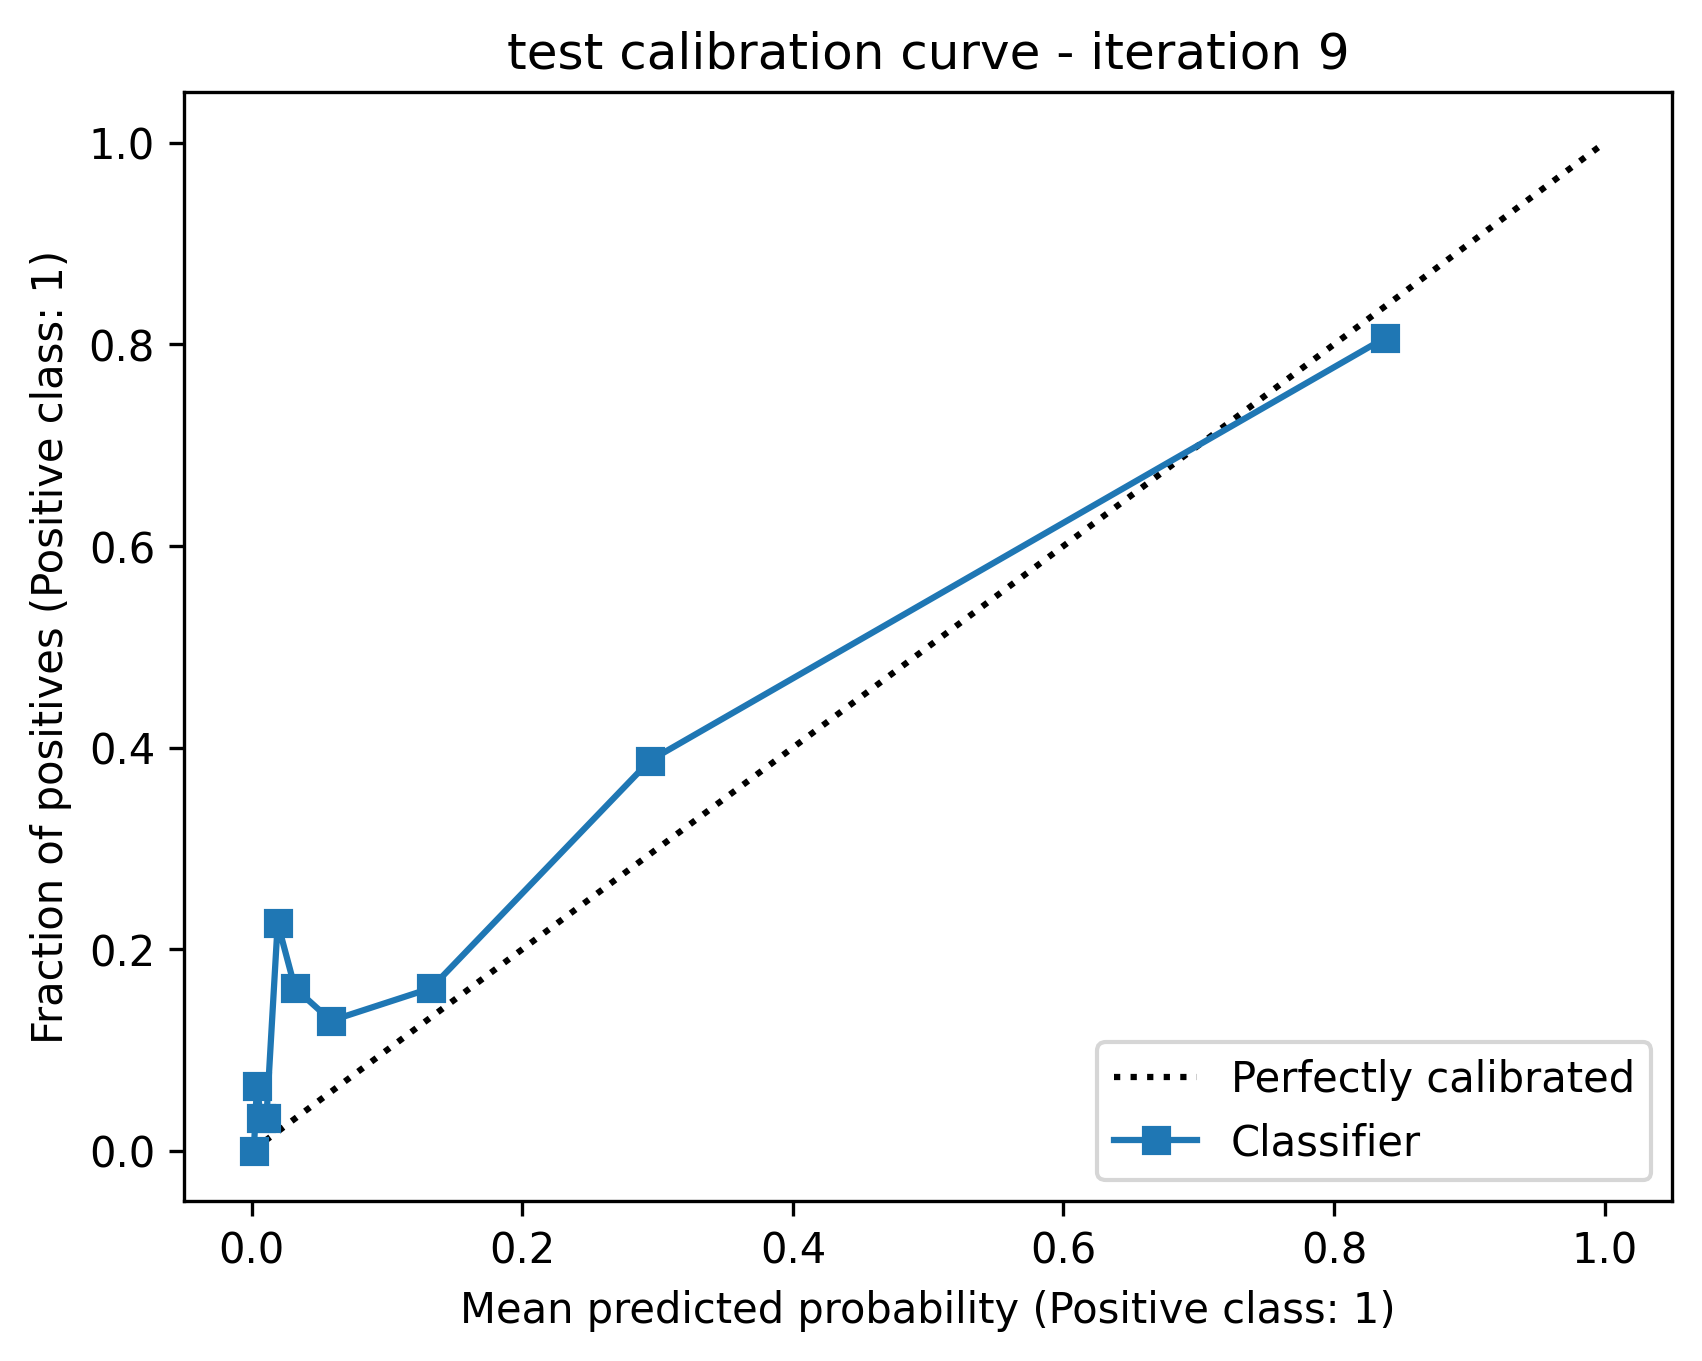 test calibration curve - iteration 9
Fraction of positives (Positive class: 1)
1.0
0.8
0.6
0.4
0.2
0.0
Perfectly calibrated
Classifier
0.0 0.2 0.4 0.6 0.8 1.0
Mean predicted probability (Positive class: 1)